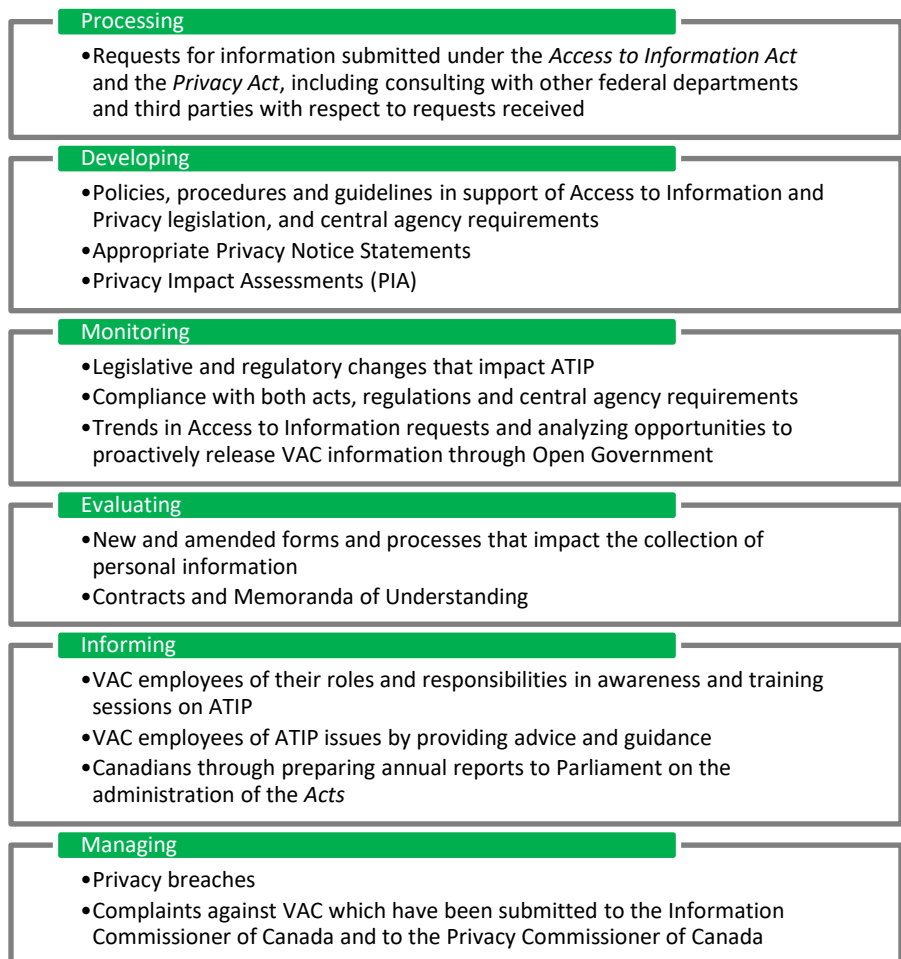 Processing
•Requests for information submitted under the Access to Information Act
and the Privacy Act, including consulting with other federal departments
and third parties with respect to requests received
Developing
•Policies, procedures and guidelines in support of Access to Information and
Privacy legislation, and central agency requirements
•Appropriate Privacy Notice Statements
•Privacy Impact Assessments (PIA)
Monitoring
•Legislative and regulatory changes that impact ATIP
•Compliance with both acts, regulations and central agency requirements
•Trends in Access to Information requests and analyzing opportunities to
proactively release VAC information through Open Government
Evaluating
•New and amended forms and processes that impact the collection of
personal information
•Contracts and Memoranda of Understanding
Informing
•VAC employees of their roles and responsibilities in awareness and training
sessions on ATIP
•VAC employees of ATIP issues by providing advice and guidance
•Canadians through preparing annual reports to Parliament on the
administration of the Acts
Managing
•Privacy breaches
•Complaints against VAC which have been submitted to the Information
Commissioner of Canada and to the Privacy Commissioner of Canada